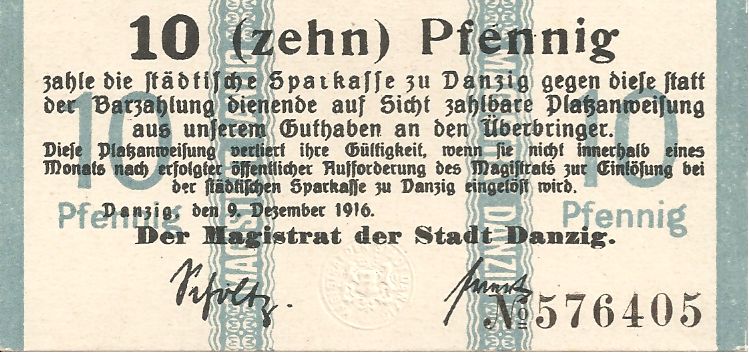 10 (zehn) Pfennig
zahle die städtische Sparkasse zu Danzig gegen diese statt
der Barzahlung dienende auf Sicht zahlbare Platzanweisung
aus unserem Guthaben an den Überbringer.
Diese Platzanweisung verliert ihre Gültigkeit, wenn sie nicht innerhalb eines
Monats nach erfolgter öffentlicher Aufforderung des Magistrats zur Einlösung bei
der städtischen Sparkasse zu Danzig eingelöst wird.
Danzig, den 9. Dezember 1916.
Der Magistrat der Stadt Danzig.
10
Pfennig
10
Pfennig
Scholtz.
№ 576405